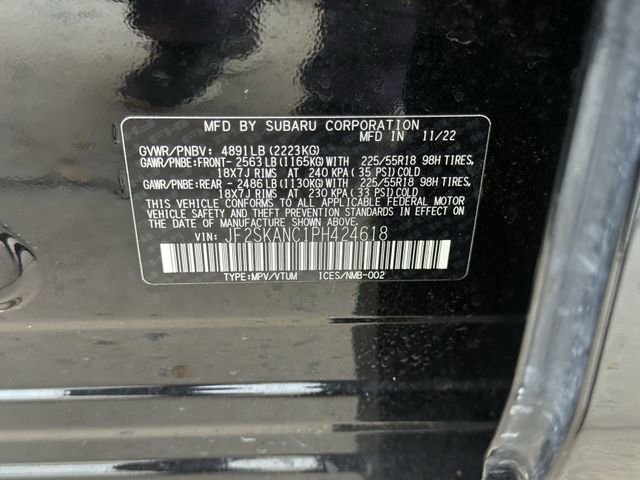 MFD BY SUBARU CORPORATION
MFD IN 11/22
GVWR/PNBV: 4891LB(2223KG)
GAWR/PNBE:FRONT- 2563LB(1165KG)WITH 225/55R18 98H TIRES,
18X7J RIMS AT 240 KPA(35 PSI)COLD
GAWR/PNBE:REAR - 2486LB(1130KG)WITH 225/55R18 98H TIRES,
18X7J RIMS AT 230 KPA(33 PSI)COLD
THIS VEHICLE CONFORMS TO ALL APPLICABLE FEDERAL MOTOR
VEHICLE SAFETY AND THEFT PREVENTION STANDARDS IN EFFECT ON THE
DATE OF MANUFACTURE SHOWN ABOVE.
VIN: JF2SKANC1PH424618
TYPE:MPV/VTUM ICES/NMB-002